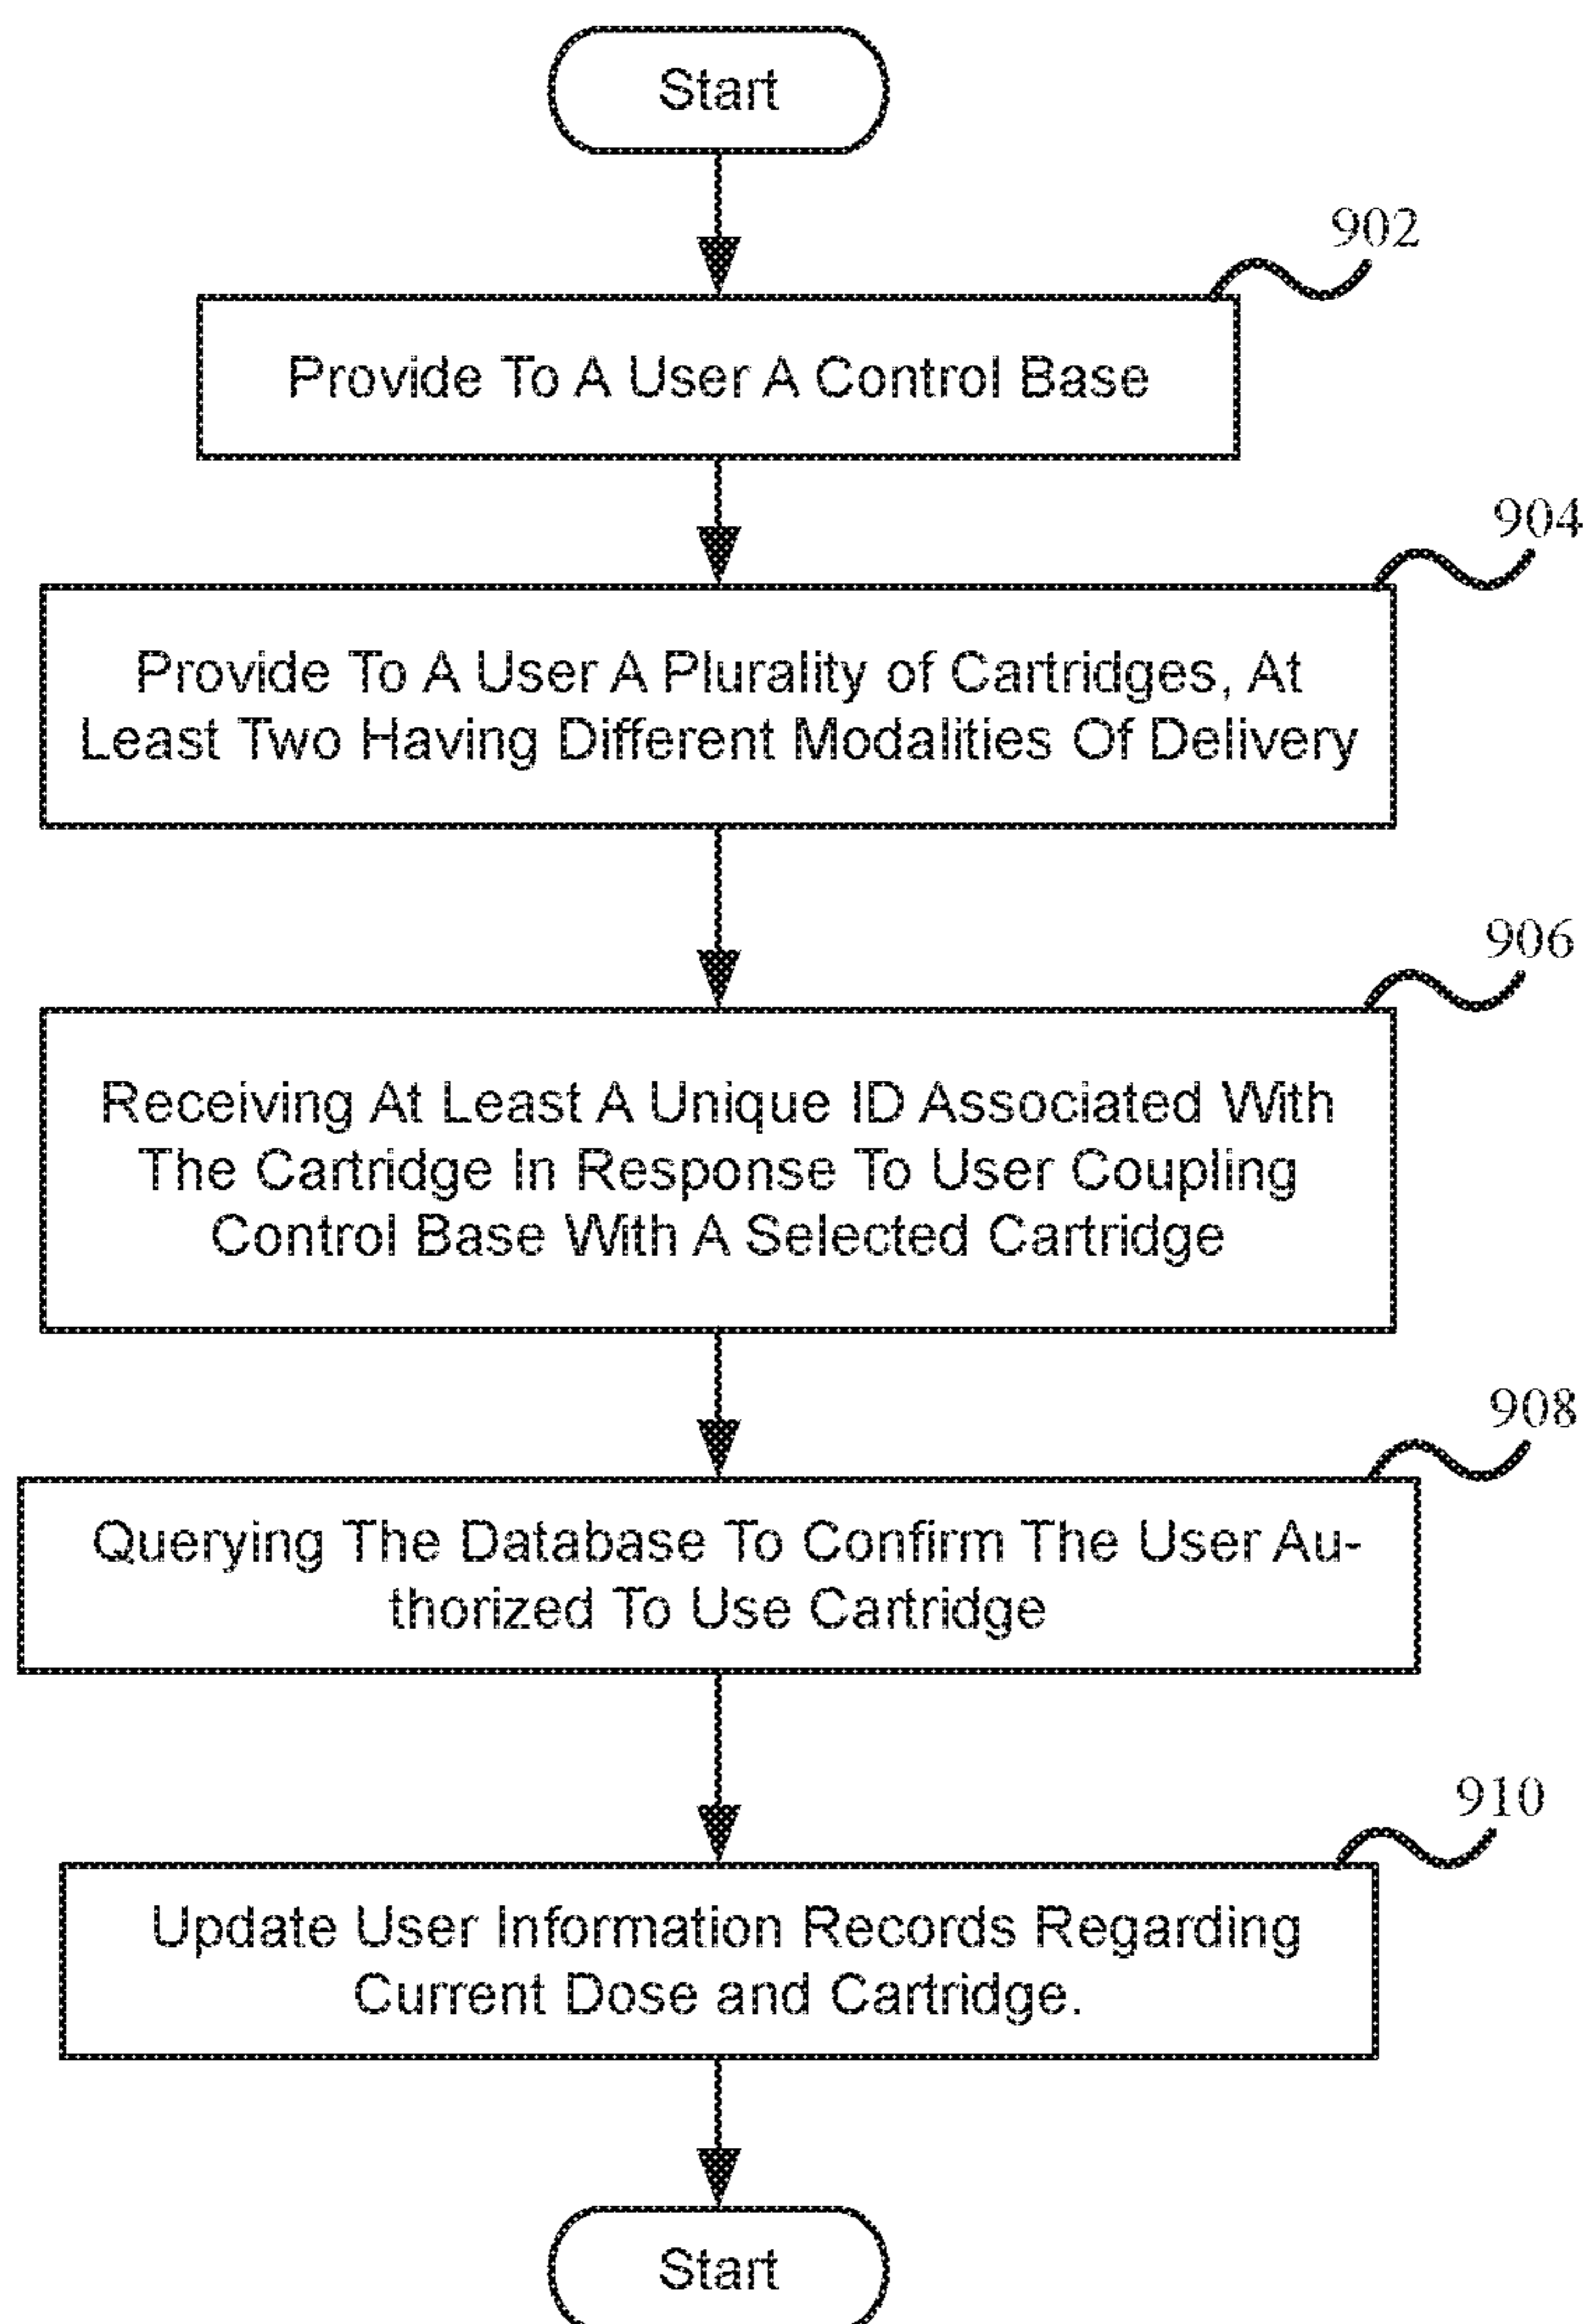 Start
902
Provide To A User A Control Base
904
Provide To A User A Plurality of Cartridges, At
Least Two Having Different Modalities Of Delivery
906
Receiving At Least A Unique ID Associated With
The Cartridge In Response To User Coupling
Control Base With A Selected Cartridge
908
Querying The Database To Confirm The User Au-
thorized To Use Cartridge
910
Update User Information Records Regarding
Current Dose and Cartridge.
Start